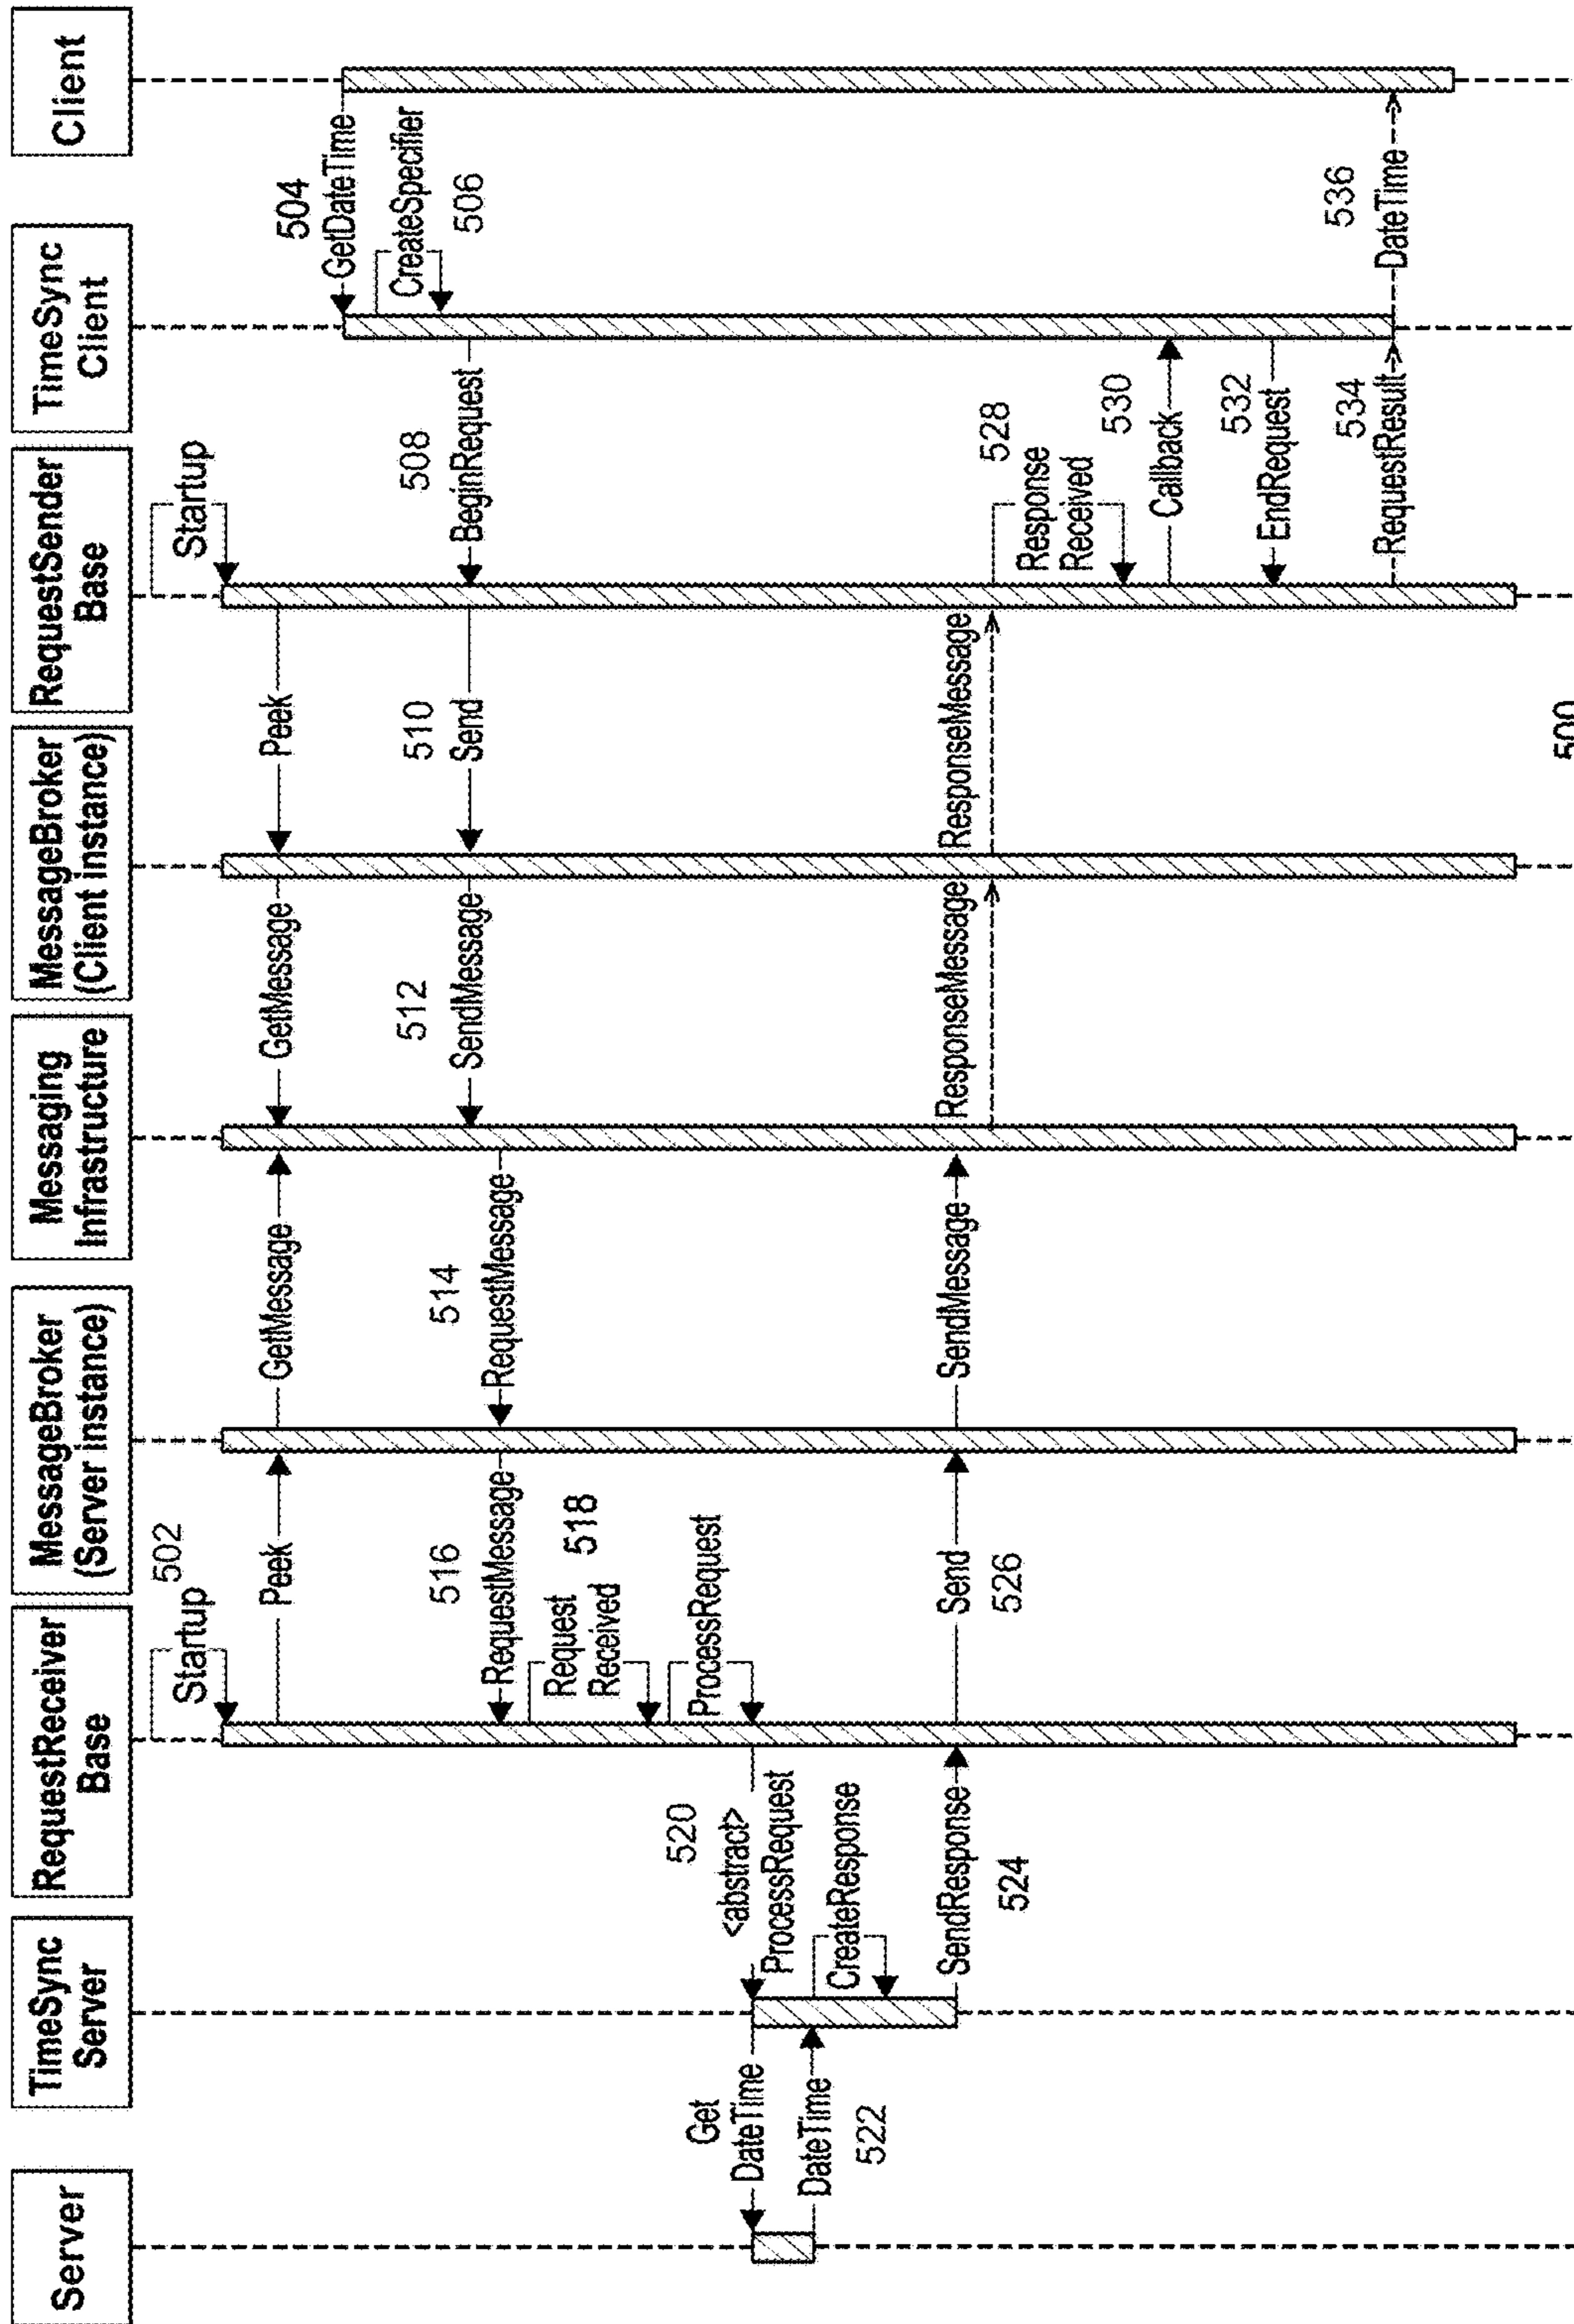 Server
TimeSync
Server
RequestReceiver
Base
MessageBroker
(Server instance)
Messaging
Infrastructure
MessageBroker
(Client instance)
RequestSender
Base
TimeSync
Client
Client
Startup
502
Startup
Peek
GetMessage
GetMessage
Peek
504
GetDateTime
CreateSpecifier
506
508
BeginRequest
510
Send
512
SendMessage
514
RequestMessage
516
RequestMessage
Request
Received
518
ProcessRequest
520
<abstract>
ProcessRequest
Get
DateTime
DateTime
522
CreateResponse
SendResponse
524
Send
526
SendMessage
ResponseMessage
ResponseMessage
528
Response
Received
530
Callback
532
EndRequest
534
RequestResult
536
DateTime
500